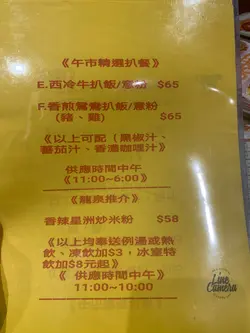 《午市精選扒餐》
E.西冷牛扒飯/意粉 $65
F.香煎鴛鴦扒飯/意粉
（豬、雞） $65
《以上可配（黑椒汁、
蕃茄汁、香濃咖喱汁》
供應時間中午
《11:00~6:00》
《龍泉推介》
香辣星洲炒米粉 $58
《以上均奉送例湯或熱
飲、凍飲加$3，冰室特
飲加$8元起》
《 供應時間中午》
11:00~10:00
Line
Camera